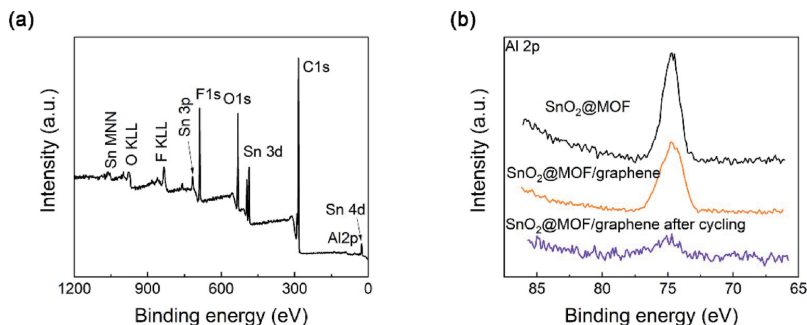 (a)
Intensity (a.u.)
Sn MNN
O KLL
F KLL
Sn 3p
F1s
O1s
Sn 3d
C1s
Sn 4d
Al2p
1200 900 600 300 0
Binding energy (eV)
(b)
Intensity (a.u.)
Al 2p
SnO₂@MOF
SnO₂@MOF/graphene
SnO₂@MOF/graphene after cycling
85 80 75 70 65
Binding energy (eV)